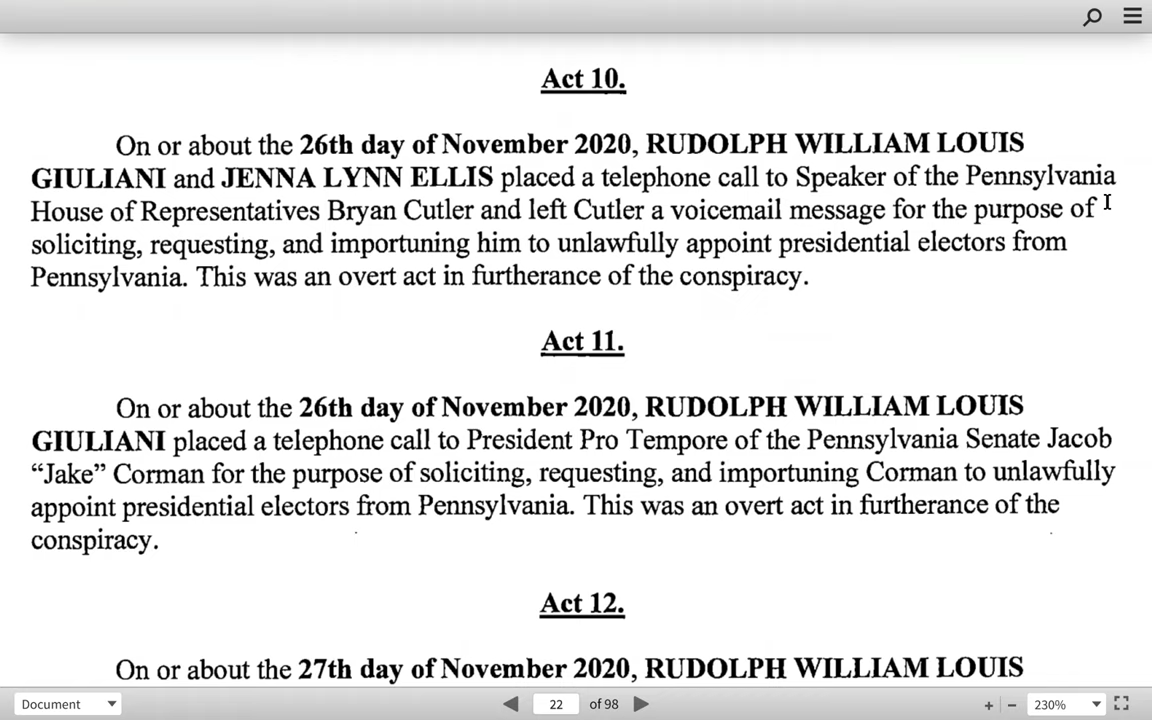 Act 10.
On or about the 26th day of November 2020, RUDOLPH WILLIAM LOUIS
GIULIANI and JENNA LYNN ELLIS placed a telephone call to Speaker of the Pennsylvania
House of Representatives Bryan Cutler and left Cutler a voicemail message for the purpose of
soliciting, requesting, and importuning him to unlawfully appoint presidential electors from
Pennsylvania. This was an overt act in furtherance of the conspiracy.
Act 11.
On or about the 26th day of November 2020, RUDOLPH WILLIAM LOUIS
GIULIANI placed a telephone call to President Pro Tempore of the Pennsylvania Senate Jacob
“Jake” Corman for the purpose of soliciting, requesting, and importuning Corman to unlawfully
appoint presidential electors from Pennsylvania. This was an overt act in furtherance of the
conspiracy.
Act 12.
On or about the 27th day of November 2020, RUDOLPH WILLIAM LOUIS
Document 22 of 98 + − 230%